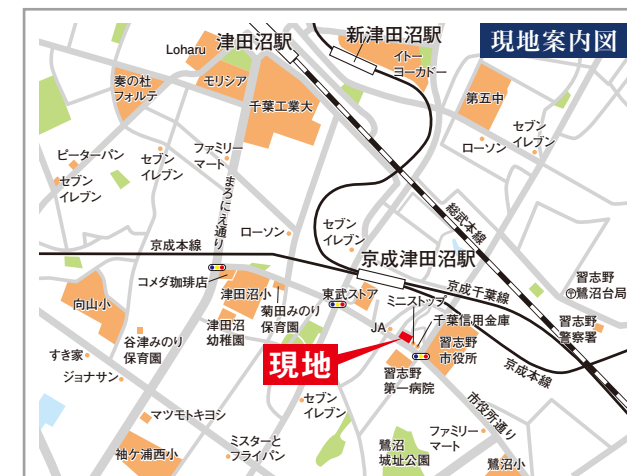 現地案内図
新津田沼駅
津田沼駅
Loharu
イトー
ヨーカドー
奏の杜
フォルテ
モリシア
千葉工業大
第五中
セブン
イレブン
ローソン
ピーターパン
セブン
イレブン
セブン
イレブン
ファミリー
マート
まろにえ通り
総武本線
ローソン
セブン
イレブン
京成本線
京成津田沼駅
コメダ珈琲店
京成千葉線
習志野
鷺沼台局
向山小
津田沼小
菊田みのり
保育園
東武ストア
ミニストップ
JA
千葉信用金庫
習志野
警察署
津田沼
幼稚園
谷津みのり
保育園
習志野
市役所
京成本線
すき家
現地
習志野
第一病院
ジョナサン
セブン
イレブン
市役所通り
マツモトキヨシ
ミスターと
フライパン
ファミリー
マート
袖ケ浦西小
鷺沼
城址公園
鷺沼小